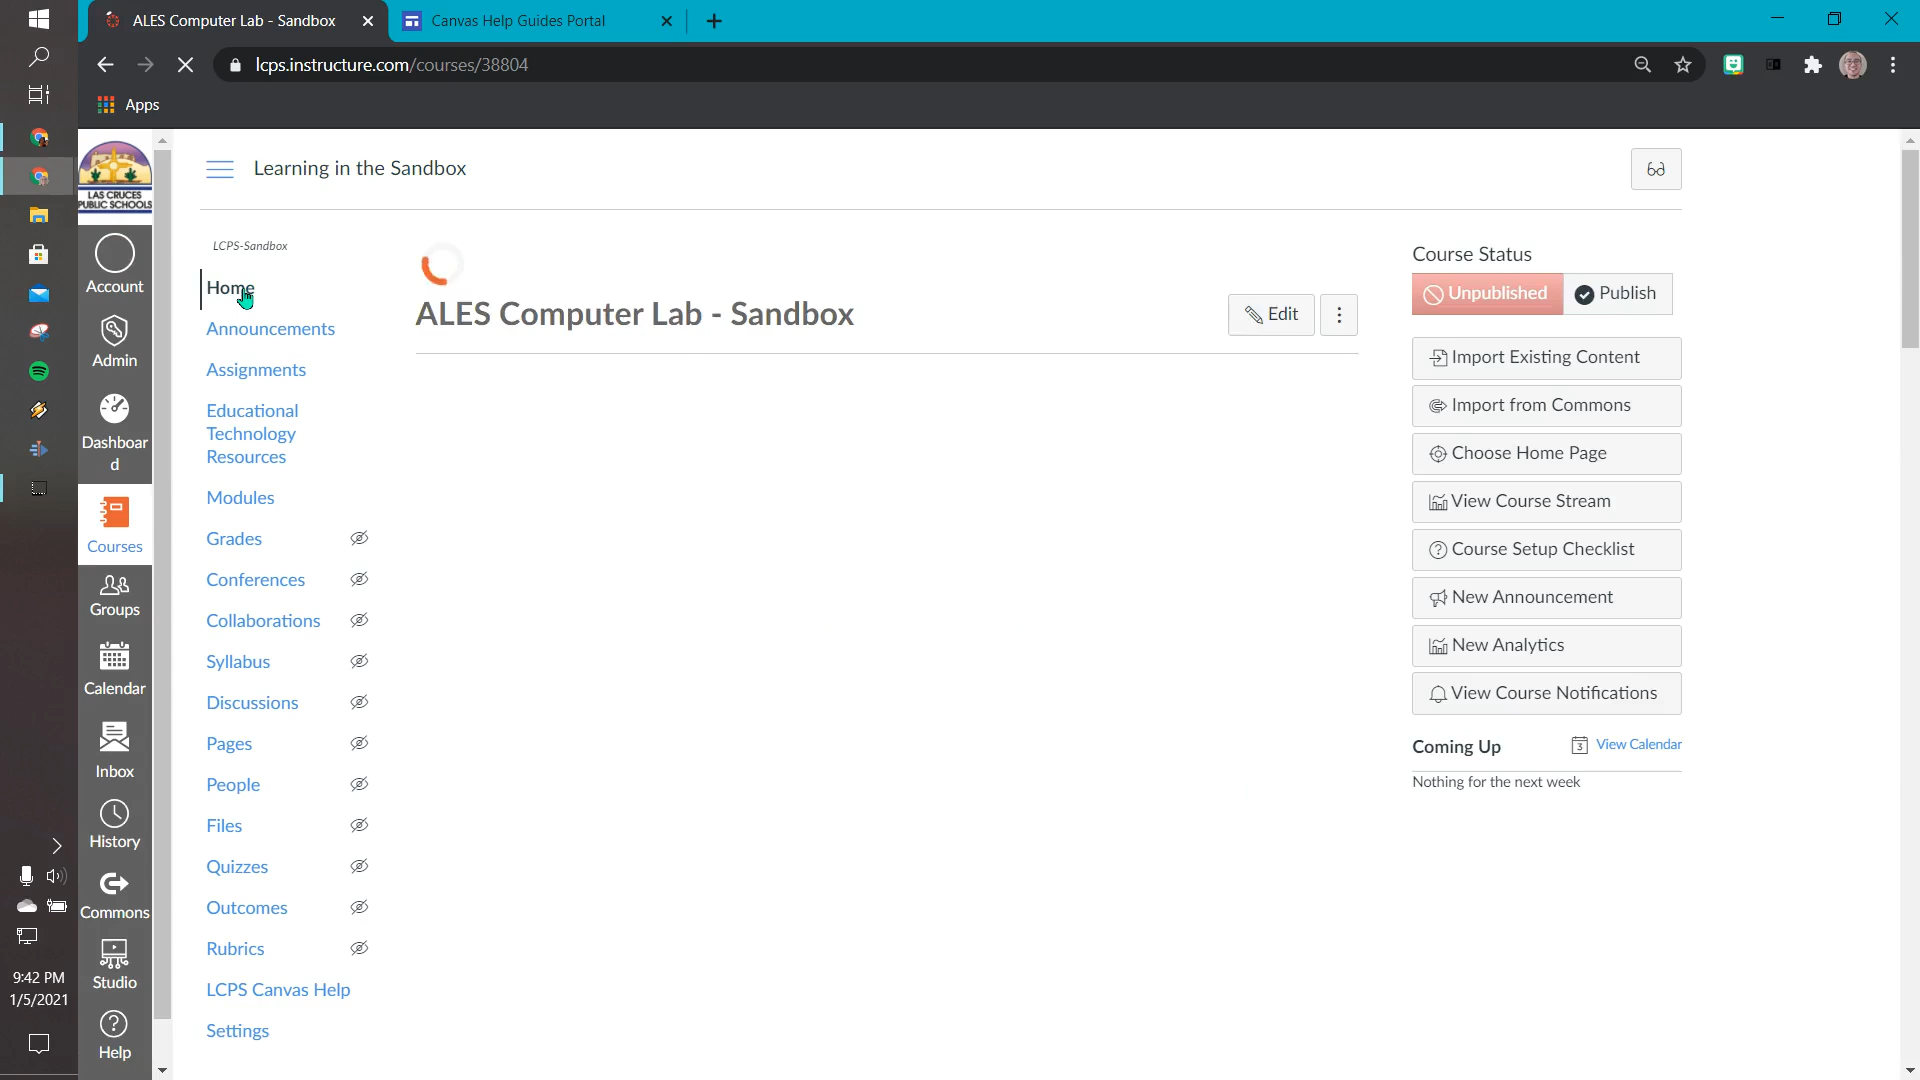 ALES Computer Lab - Sandbox
Canvas Help Guides Portal
lcps.instructure.com/courses/38804
Apps
LAS CRUCES
PUBLIC SCHOOLS
Account
Admin
Dashboar
d
Courses
Groups
Calendar
Inbox
History
Commons
Studio
Help
Learning in the Sandbox
LCPS-Sandbox
Home
Announcements
Assignments
Educational
Technology
Resources
Modules
Grades
Conferences
Collaborations
Syllabus
Discussions
Pages
People
Files
Quizzes
Outcomes
Rubrics
LCPS Canvas Help
Settings
ALES Computer Lab - Sandbox
Edit
Course Status
Unpublished
Publish
Import Existing Content
Import from Commons
Choose Home Page
View Course Stream
Course Setup Checklist
New Announcement
New Analytics
View Course Notifications
Coming Up
3
View Calendar
Nothing for the next week
9:42 PM
1/5/2021